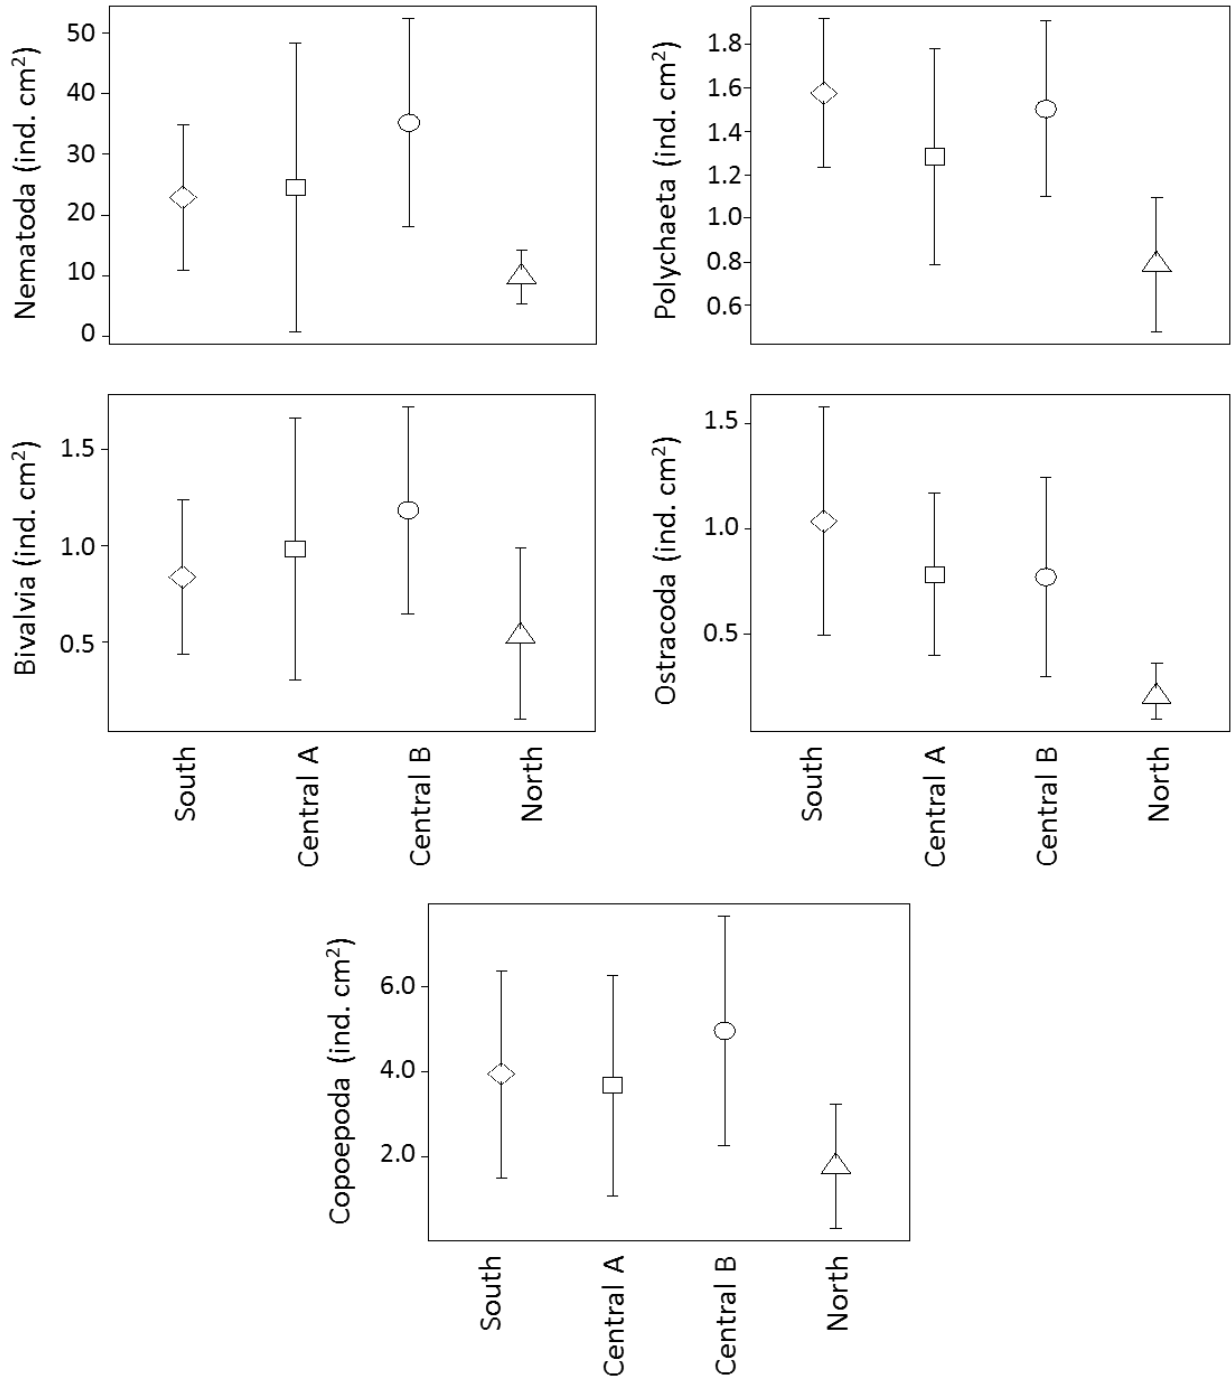 Nematoda (ind. cm²)
50
40
30
20
10
0
Polychaeta (ind. cm²)
1.8
1.6
1.4
1.2
1.0
0.8
0.6
Bivalvia (ind. cm²)
1.5
1.0
0.5
South
Central A
Central B
North
Ostracoda (ind. cm²)
1.5
1.0
0.5
South
Central A
Central B
North
Copoepoda (ind. cm²)
6.0
4.0
2.0
South
Central A
Central B
North